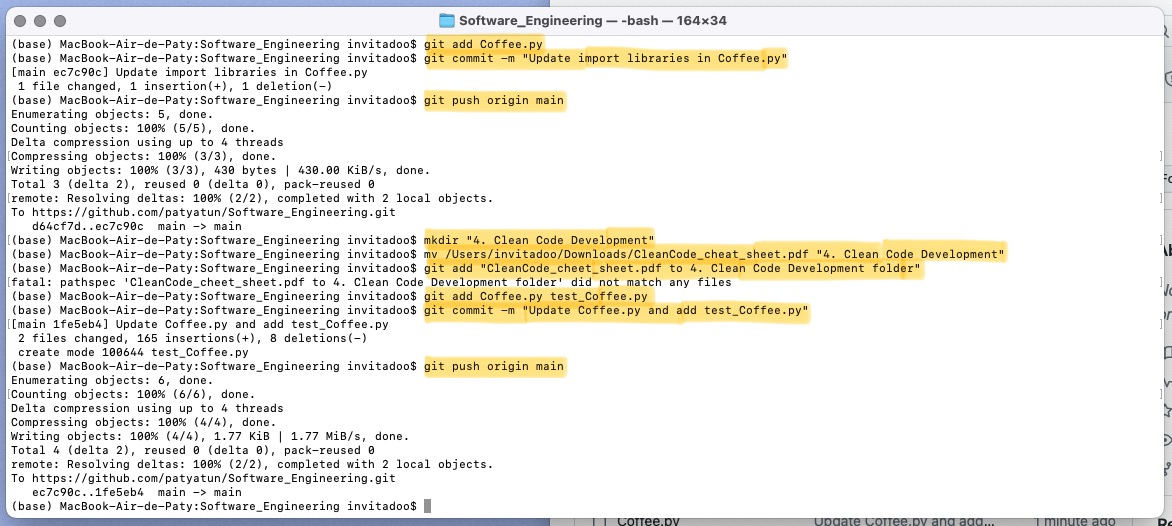 Software_Engineering — -bash — 164×34
(base) MacBook-Air-de-Paty:Software_Engineering invitadoo$ git add Coffee.py
(base) MacBook-Air-de-Paty:Software_Engineering invitadoo$ git commit -m "Update import libraries in Coffee.py"
[main ec7c90c] Update import libraries in Coffee.py
 1 file changed, 1 insertion(+), 1 deletion(-)
(base) MacBook-Air-de-Paty:Software_Engineering invitadoo$ git push origin main
Enumerating objects: 5, done.
Counting objects: 100% (5/5), done.
Delta compression using up to 4 threads
Compressing objects: 100% (3/3), done.
Writing objects: 100% (3/3), 430 bytes | 430.00 KiB/s, done.
Total 3 (delta 2), reused 0 (delta 0), pack-reused 0
remote: Resolving deltas: 100% (2/2), completed with 2 local objects.
To https://github.com/patyatun/Software_Engineering.git
   d64cf7d..ec7c90c  main -> main
(base) MacBook-Air-de-Paty:Software_Engineering invitadoo$ mkdir "4. Clean Code Development"
(base) MacBook-Air-de-Paty:Software_Engineering invitadoo$ mv /Users/invitadoo/Downloads/CleanCode_cheat_sheet.pdf "4. Clean Code Development"
(base) MacBook-Air-de-Paty:Software_Engineering invitadoo$ git add "CleanCode_cheet_sheet.pdf to 4. Clean Code Development folder"
fatal: pathspec 'CleanCode_cheet_sheet.pdf to 4. Clean Code Development folder' did not match any files
(base) MacBook-Air-de-Paty:Software_Engineering invitadoo$ git add Coffee.py test_Coffee.py
(base) MacBook-Air-de-Paty:Software_Engineering invitadoo$ git commit -m "Update Coffee.py and add test_Coffee.py"
[main 1fe5eb4] Update Coffee.py and add test_Coffee.py
 2 files changed, 165 insertions(+), 8 deletions(-)
 create mode 100644 test_Coffee.py
(base) MacBook-Air-de-Paty:Software_Engineering invitadoo$ git push origin main
Enumerating objects: 6, done.
Counting objects: 100% (6/6), done.
Delta compression using up to 4 threads
Compressing objects: 100% (4/4), done.
Writing objects: 100% (4/4), 1.77 KiB | 1.77 MiB/s, done.
Total 4 (delta 2), reused 0 (delta 0), pack-reused 0
remote: Resolving deltas: 100% (2/2), completed with 2 local objects.
To https://github.com/patyatun/Software_Engineering.git
   ec7c90c..1fe5eb4  main -> main
(base) MacBook-Air-de-Paty:Software_Engineering invitadoo$
Coffee.py Update Coffee.py and add... 1 minute ago